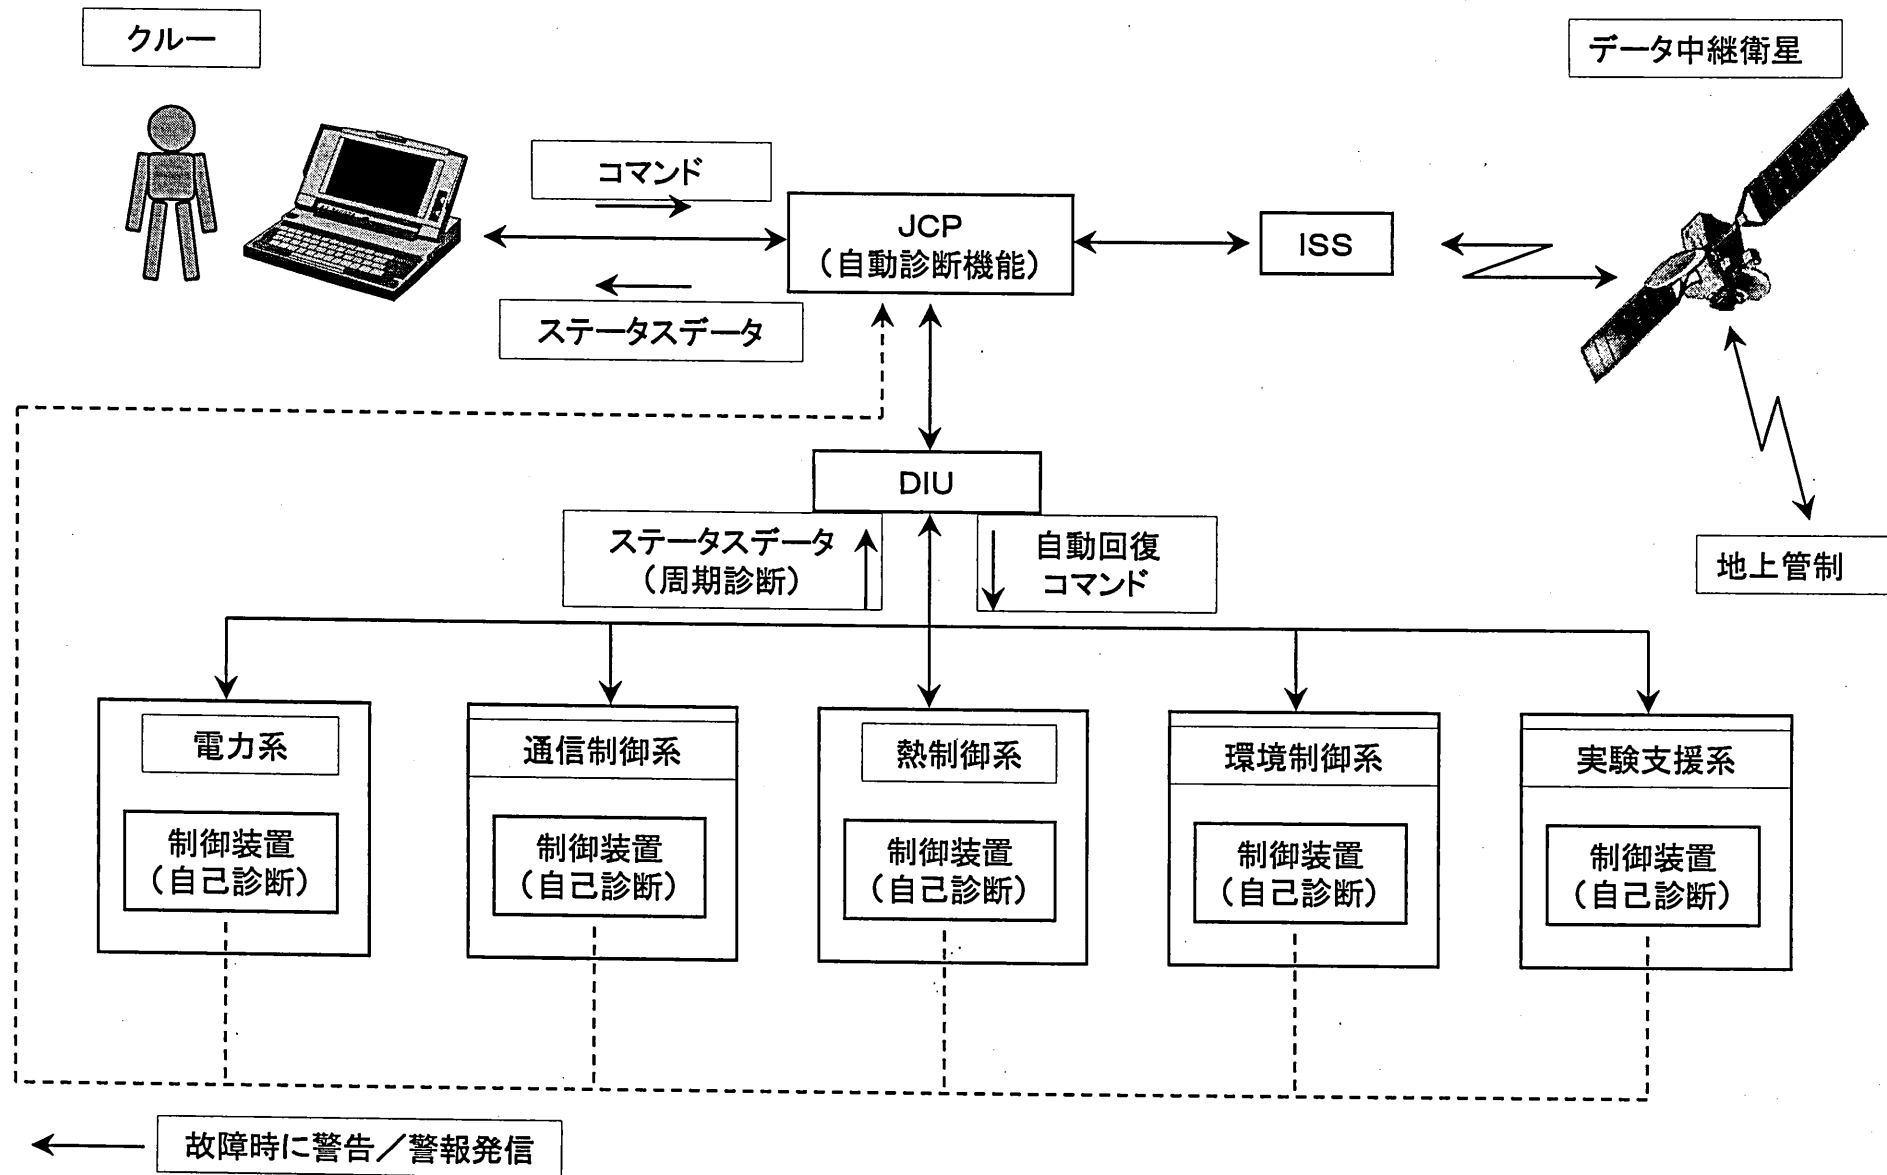 クルー
データ中継衛星
コマンド
JCP
（自動診断機能）
ISS
ステータスデータ
DIU
ステータスデータ
（周期診断）
自動回復
コマンド
地上管制
電力系
通信制御系
熱制御系
環境制御系
実験支援系
制御装置
（自己診断）
制御装置
（自己診断）
制御装置
（自己診断）
制御装置
（自己診断）
制御装置
（自己診断）
故障時に警告／警報発信